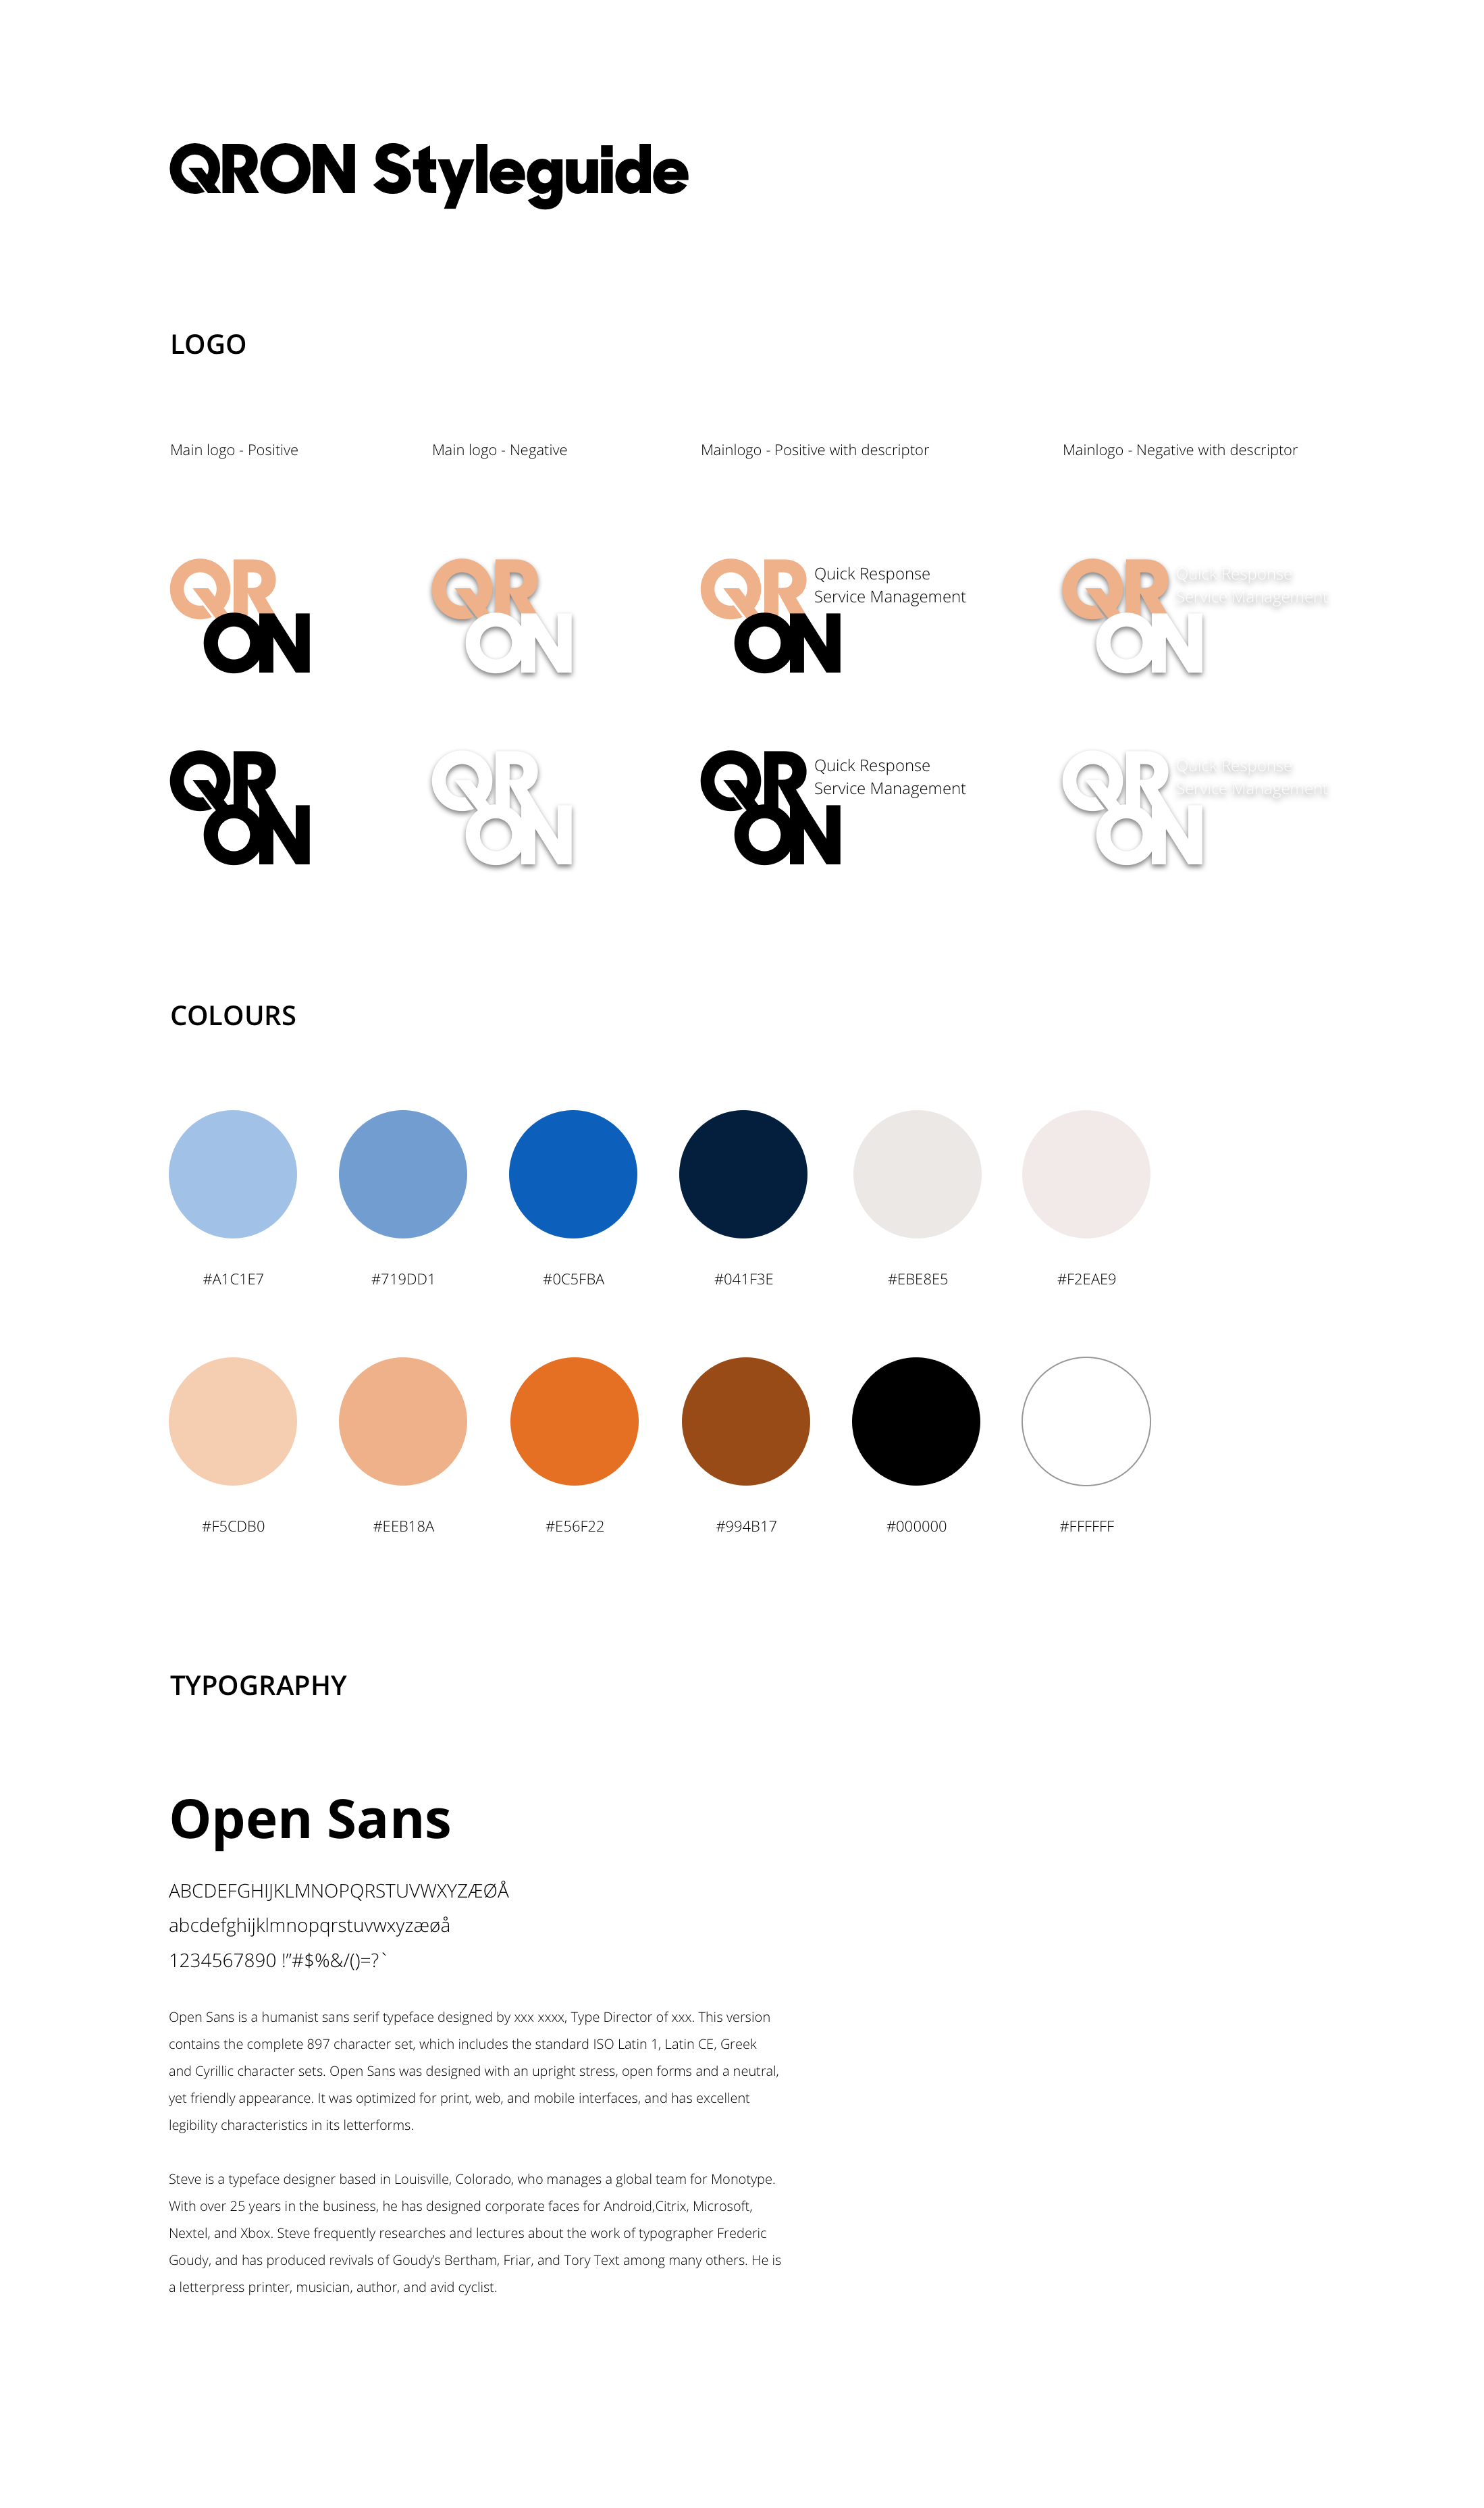 QRON Styleguide
LOGO
Main logo - Positive
Main logo - Negative
Mainlogo - Positive with descriptor
Mainlogo - Negative with descriptor
QR
ON
QR
ON
QR
ON
Quick Response
Service Management
QR
ON
Quick Response
Service Management
QR
ON
QR
ON
QR
ON
Quick Response
Service Management
QR
ON
Quick Response
Service Management
COLOURS
#A1C1E7
#719DD1
#0C5FBA
#041F3E
#EBE8E5
#F2EAE9
#F5CDB0
#EEB18A
#E56F22
#994B17
#000000
#FFFFFF
TYPOGRAPHY
Open Sans
ABCDEFGHIJKLMNOPQRSTUVWXYZÆØÅ
abcdefghijklmnopqrstuvwxyzæøå
1234567890 !”#$%&/()=?`
Open Sans is a humanist sans serif typeface designed by xxx xxxx, Type Director of xxx. This version
contains the complete 897 character set, which includes the standard ISO Latin 1, Latin CE, Greek
and Cyrillic character sets. Open Sans was designed with an upright stress, open forms and a neutral,
yet friendly appearance. It was optimized for print, web, and mobile interfaces, and has excellent
legibility characteristics in its letterforms.
Steve is a typeface designer based in Louisville, Colorado, who manages a global team for Monotype.
With over 25 years in the business, he has designed corporate faces for Android,Citrix, Microsoft,
Nextel, and Xbox. Steve frequently researches and lectures about the work of typographer Frederic
Goudy, and has produced revivals of Goudy’s Bertham, Friar, and Tory Text among many others. He is
a letterpress printer, musician, author, and avid cyclist.